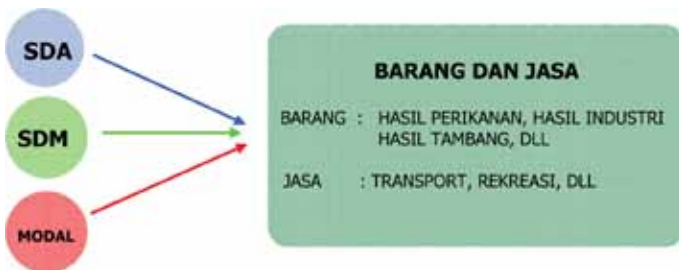 SDA
SDM
MODAL
BARANG DAN JASA
BARANG : HASIL PERIKANAN, HASIL INDUSTRI
HASIL TAMBANG, DLL
JASA : TRANSPORT, REKREASI, DLL